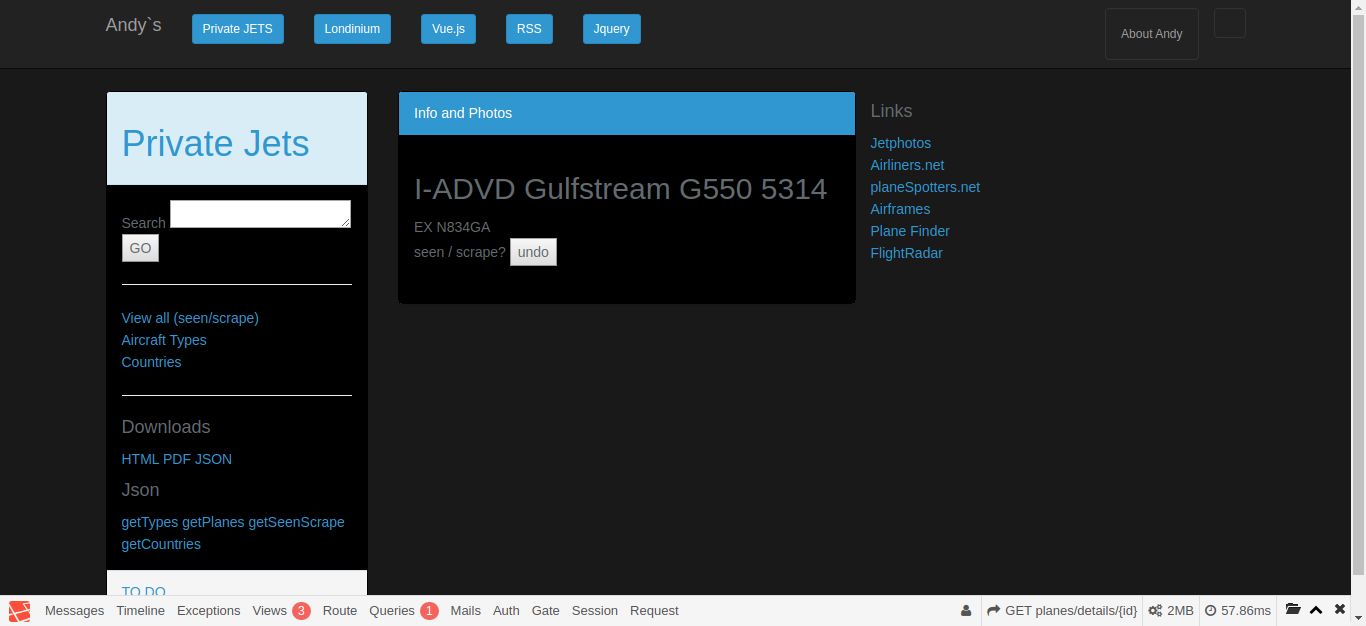 Andy`s
Private JETS
Londinium
Vue.js
RSS
Jquery
About Andy
Private Jets
Search
GO
View all (seen/scrape)
Aircraft Types
Countries
Downloads
HTML PDF JSON
Json
getTypes getPlanes getSeenScrape
getCountries
TO DO
Info and Photos
I-ADVD Gulfstream G550 5314
EX N834GA
seen / scrape? undo
Links
Jetphotos
Airliners.net
planeSpotters.net
Airframes
Plane Finder
FlightRadar
Messages Timeline Exceptions Views 3 Route Queries 1 Mails Auth Gate Session Request GET planes/details/{id} 2MB 57.86ms